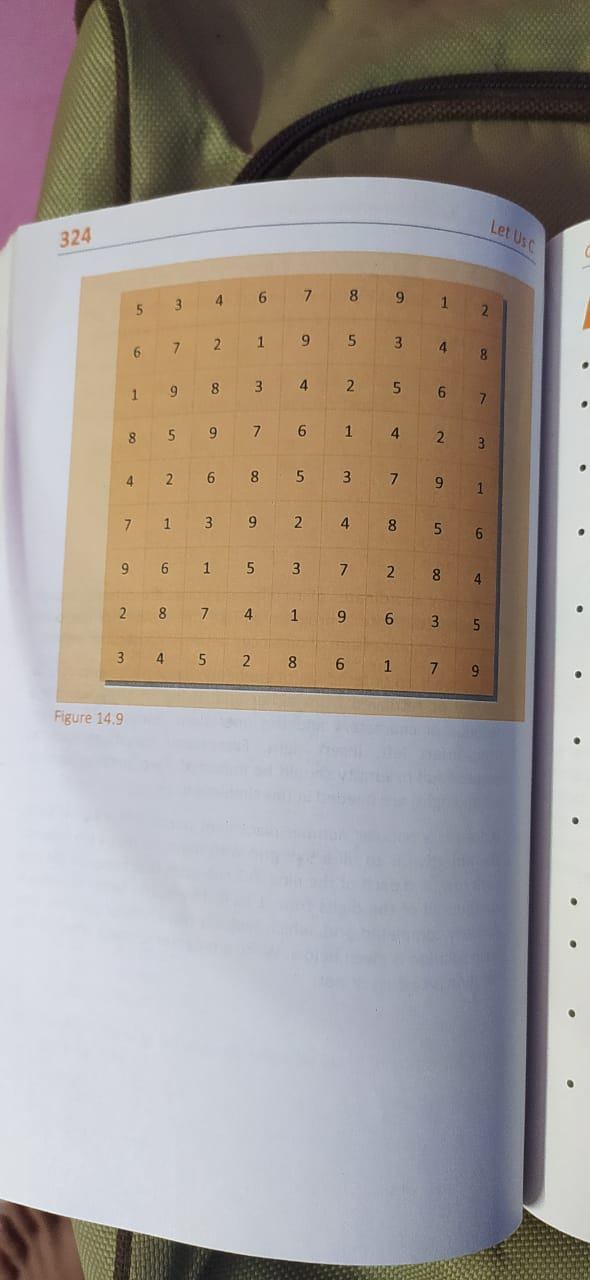 324
Let Us C
5 3 4 6 7 8 9 1 2
6 7 2 1 9 5 3 4 8
1 9 8 3 4 2 5 6 7
8 5 9 7 6 1 4 2 3
4 2 6 8 5 3 7 9 1
7 1 3 9 2 4 8 5 6
9 6 1 5 3 7 2 8 4
2 8 7 4 1 9 6 3 5
3 4 5 2 8 6 1 7 9
Figure 14.9